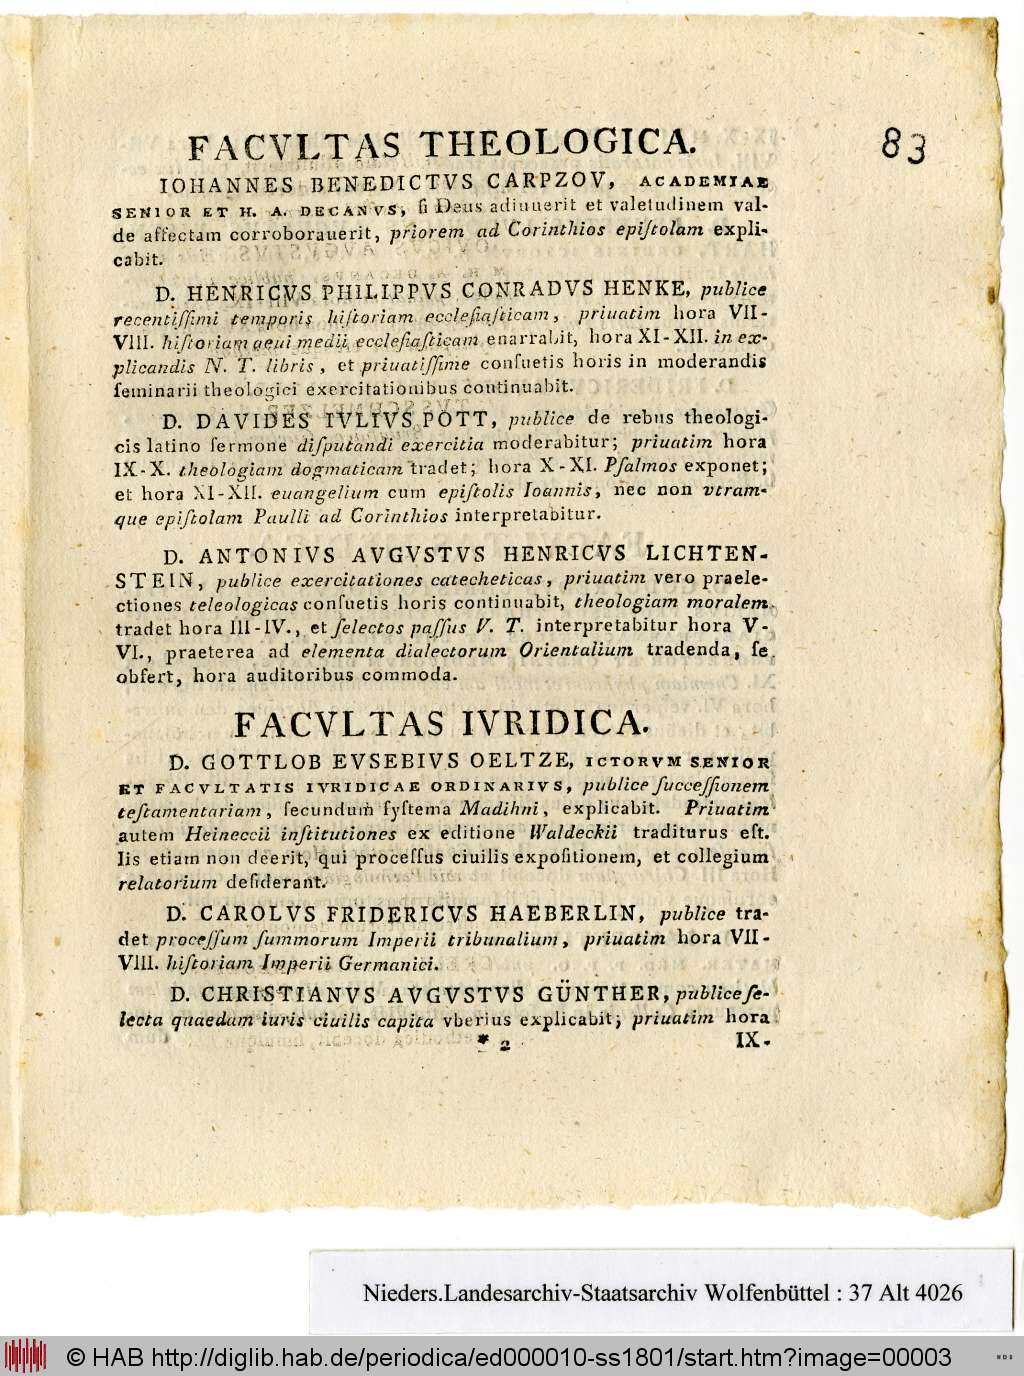 83
FACVLTAS THEOLOGICA.
IOHANNES BENEDICTVS CARPZOV, ACADEMIAE
SENIOR ET H. A. DECANVS, ſi Deus adiuuerit et valetudinem val-
de affectam corroborauerit, priorem ad Corinthios epiſtolam expli-
cabit.
D. HENRICVS PHILIPPVS CONRADVS HENKE, publice
recentiſſimi temporis hiſtoriam eccleſiaſticam, priuatim hora VII-
VIII. hiſtoriam aeui medii eccleſiaſticam enarrabit, hora XI-XII. in ex-
plicandis N. T. libris, et priuatiſſime conſuetis horis in moderandis
ſeminarii theologici exercitationibus continuabit.
D. DAVIDES IVLIVS POTT, publice de rebus theologi-
cis latino ſermone diſputandi exercitia moderabitur; priuatim hora
IX-X. theologiam dogmaticam tradet; hora X-XI. Pſalmos exponet;
et hora XI-XII. euangelium cum epiſtolis Ioannis, nec non vtram-
que epiſtolam Paulli ad Corinthios interpretabitur.
D. ANTONIVS AVGVSTVS HENRICVS LICHTEN-
STEIN, publice exercitationes catecheticas, priuatim vero praele-
ctiones teleologicas conſuetis horis continuabit, theologiam moralem
tradet hora III-IV., et ſelectos paſſus V. T. interpretabitur hora V-
VI., praeterea ad elementa dialectorum Orientalium tradenda, ſe
obfert, hora auditoribus commoda.
FACVLTAS IVRIDICA.
D. GOTTLOB EVSEBIVS OELTZE, ICTORVM SENIOR
ET FACVLTATIS IVRIDICAE ORDINARIVS, publice ſucceſſionem
teſtamentariam, ſecundum ſyſtema Madihni, explicabit. Priuatim
autem Heineccii inſtitutiones ex editione Waldeckii traditurus eſt.
Iis etiam non deerit, qui proceſſus ciuilis expoſitionem, et collegium
relatorium deſiderant.
D. CAROLVS FRIDERICVS HAEBERLIN, publice tra-
det proceſſum ſummorum Imperii tribunalium, priuatim hora VII-
VIII. hiſtoriam Imperii Germanici.
D. CHRISTIANVS AVGVSTVS GÜNTHER, publice ſe-
lecta quaedam iuris ciuilis capita vberius explicabit; priuatim hora
* 2 IX-
Nieders.Landesarchiv-Staatsarchiv Wolfenbüttel : 37 Alt 4026
© HAB http://diglib.hab.de/periodica/ed000010-ss1801/start.htm?image=00003